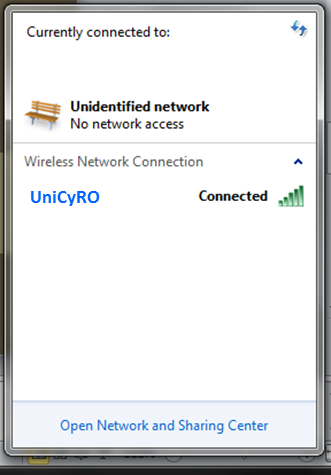 Currently connected to:
Unidentified network
No network access
Wireless Network Connection
UniCyRO Connected
Open Network and Sharing Center